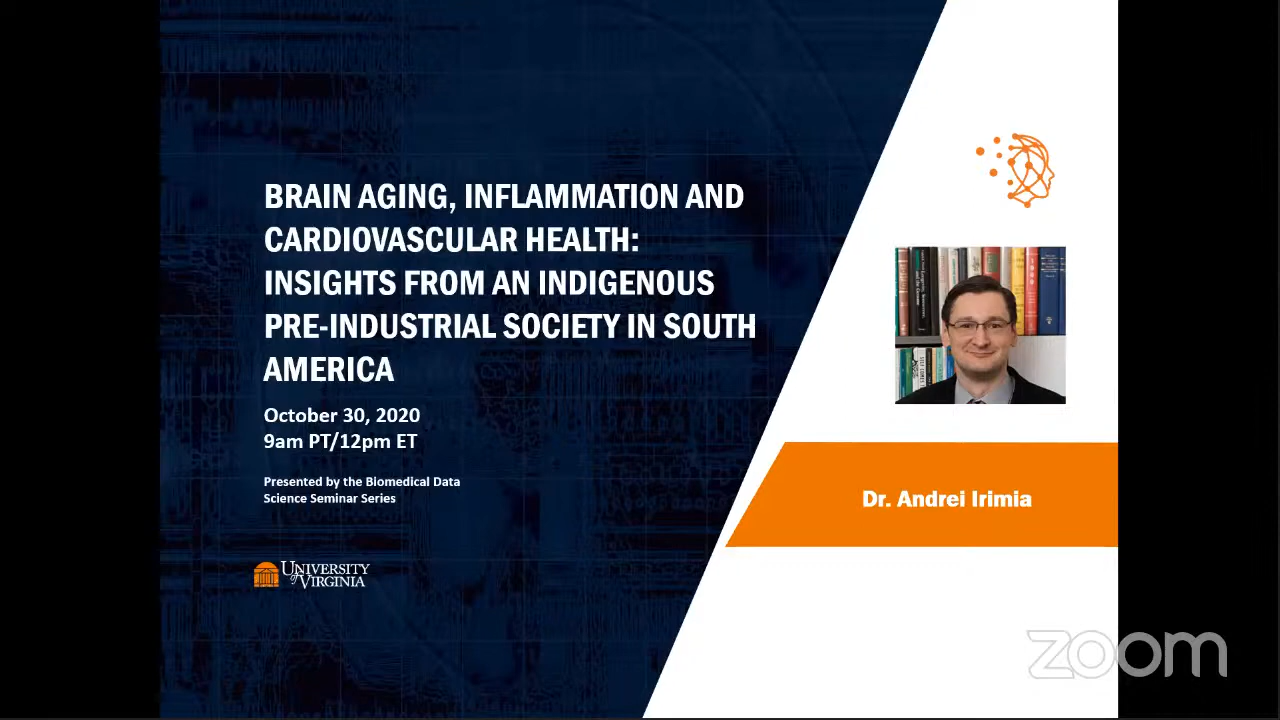 BRAIN AGING, INFLAMMATION AND
CARDIOVASCULAR HEALTH:
INSIGHTS FROM AN INDIGENOUS
PRE-INDUSTRIAL SOCIETY IN SOUTH
AMERICA
October 30, 2020
9am PT/12pm ET
Presented by the Biomedical Data
Science Seminar Series
UNIVERSITY
of VIRGINIA
Dr. Andrei Irimia
zoom